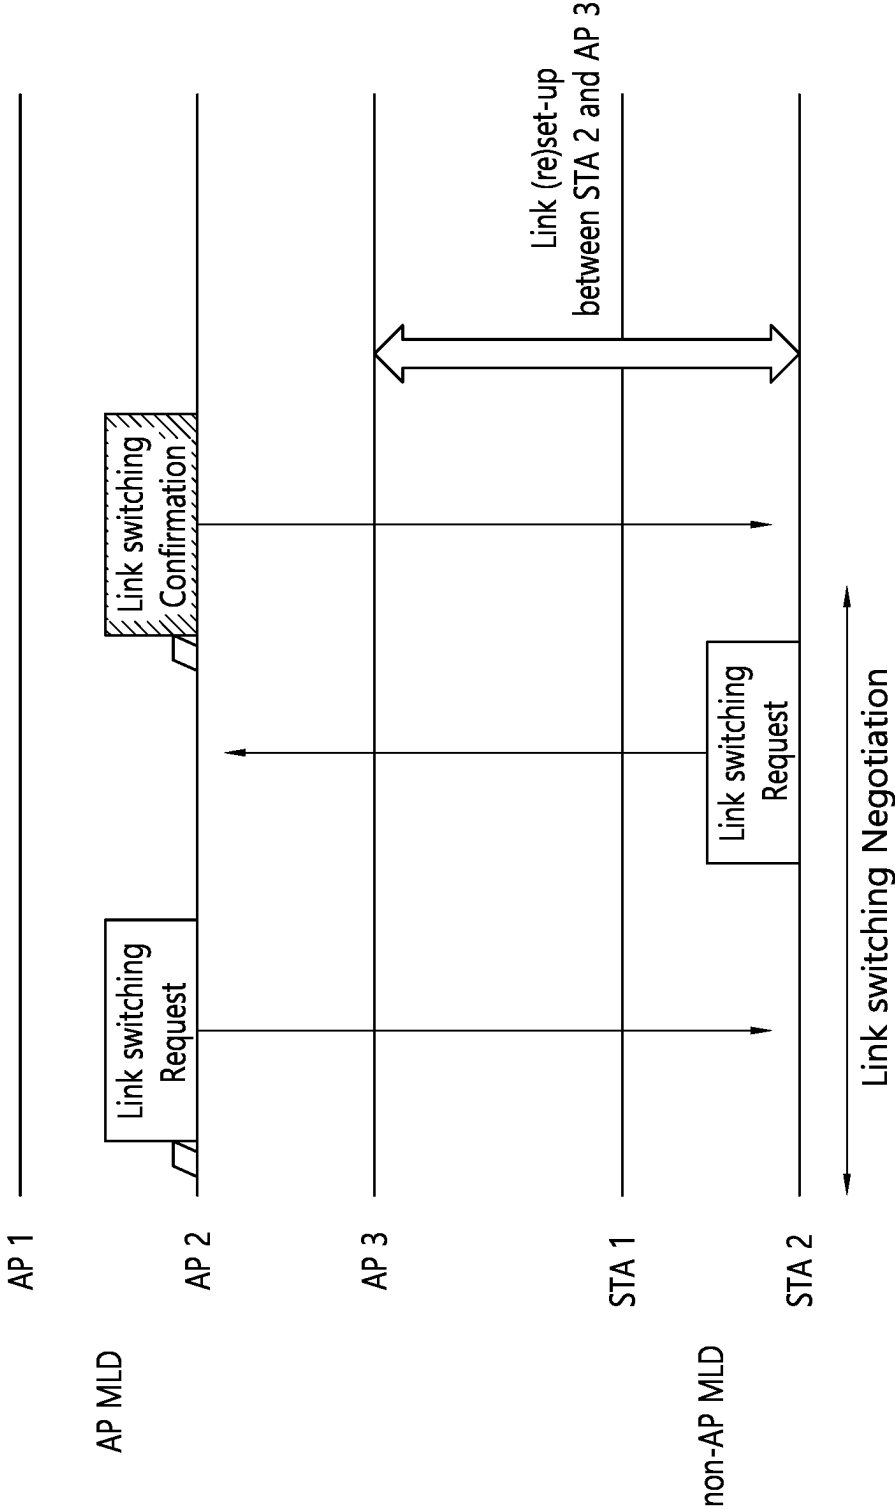 AP MLD
AP 1
AP 2
AP 3
non-AP MLD
STA 1
STA 2
Link switching
Request
Link switching
Request
Link switching
Confirmation
Link (re)set-up
between STA 2 and AP 3
Link switching Negotiation